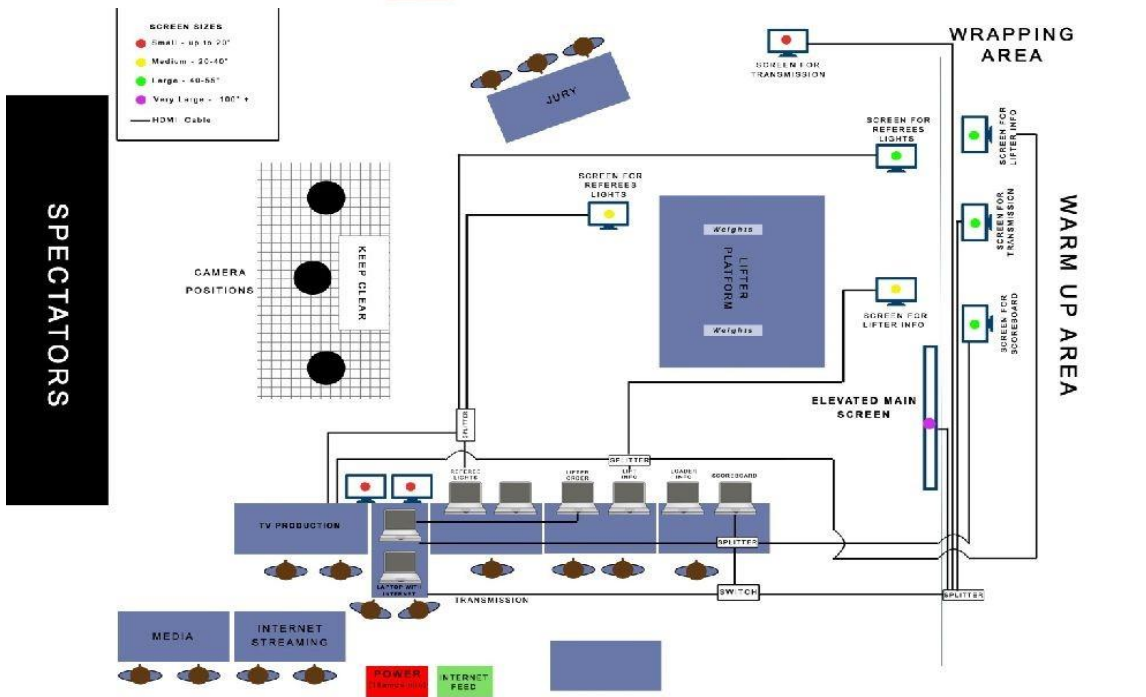 SCREEN SIZES
Small - up to 20"
Medium - 20-40"
Large - 40-55"
Very Large - 100" +
HDMI Cable
SPECTATORS
CAMERA
POSITIONS
KEEP CLEAR
JURY
SCREEN FOR
TRANSMISSION
WRAPPING
AREA
SCREEN FOR
REFEREES
LIGHTS
SCREEN FOR
LIFTER INFO
SCREEN FOR
REFEREES
LIGHTS
SCREEN FOR
TRANSMISSION
WARM UP AREA
Weights
LIFTER
PLATFORM
Weights
SCREEN FOR
LIFTER INFO
SCREEN FOR
SCOREBOARD
ELEVATED MAIN
SCREEN
SPLITTER
SPLITTER
REFEREE
LIGHTS
LIFTER
ORDER
LIFT
INFO
LOADER
INFO
SCOREBOARD
TV PRODUCTION
SPLITTER
LAPTOP WITH
INTERNET
TRANSMISSION
SWITCH
SPLITTER
MEDIA
INTERNET
STREAMING
POWER
INTERNET
FEED